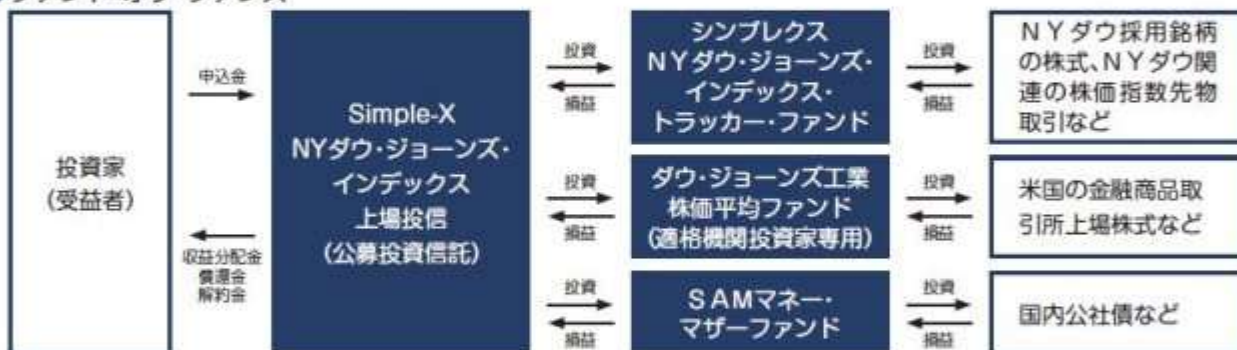 投資家
(受益者)
申込金
収益分配金
償還金
解約金
Simple-X
NYダウ・ジョーンズ・
インデックス
上場投信
(公募投資信託)
投資
損益
シンプレクス
NYダウ・ジョーンズ・
インデックス・
トラッカー・ファンド
投資
損益
NYダウ採用銘柄
の株式、NYダウ関
連の株価指数先物
取引など
投資
損益
ダウ・ジョーンズ工業
株価平均ファンド
(適格機関投資家専用)
投資
損益
米国の金融商品取
引所上場株式など
投資
損益
SAMマネー・
マザーファンド
投資
損益
国内公社債など